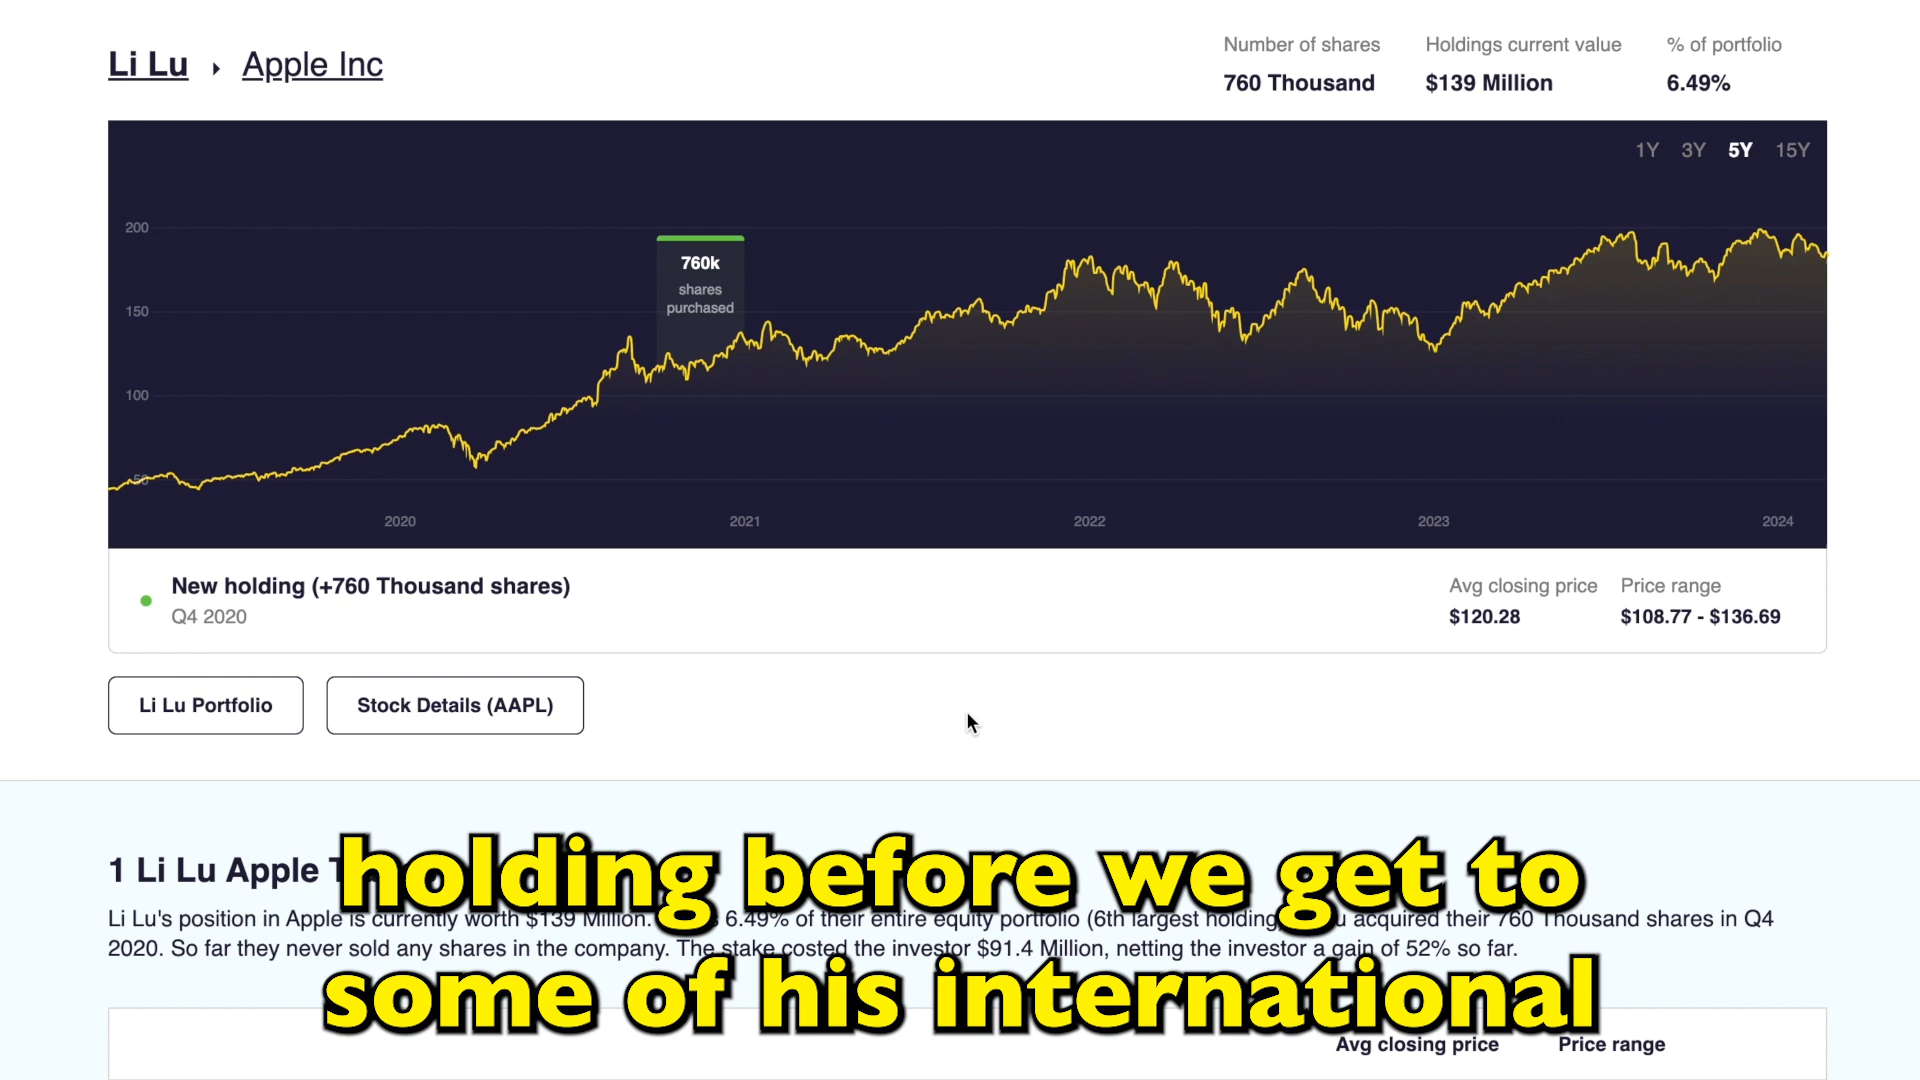 Li Lu Apple Inc
Number of shares Holdings current value % of portfolio
760 Thousand $139 Million 6.49%
1Y 3Y 5Y 15Y
200
760k
shares
purchased
150
100
50
2020 2021 2022 2023 2024
New holding (+760 Thousand shares)
Q4 2020
Avg closing price Price range
$120.28 $108.77 - $136.69
Li Lu Portfolio Stock Details (AAPL)
1 Li Lu Apple
holding before we get to
Li Lu's position in Apple is currently worth $139 Million. 6.49% of their entire equity portfolio (6th largest holding acquired their 760 Thousand shares in Q4
2020. So far they never sold any shares in the company. The stake costed the investor $91.4 Million, netting the investor a gain of 52% so far.
some of his international
Avg closing price Price range